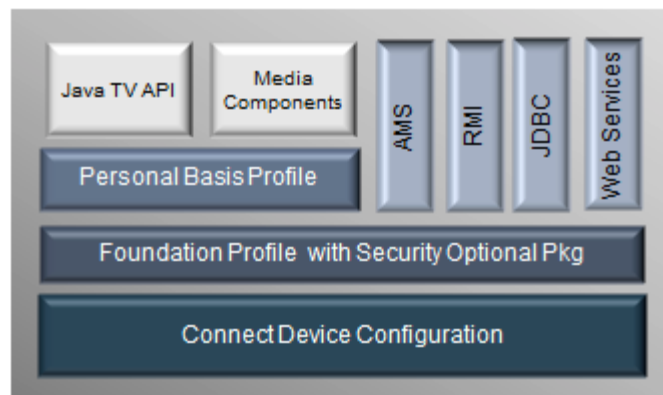 Java TV API
Media
Components
AMS
RMI
JDBC
Web Services
Personal Basis Profile
Foundation Profile with Security Optional Pkg
Connect Device Configuration